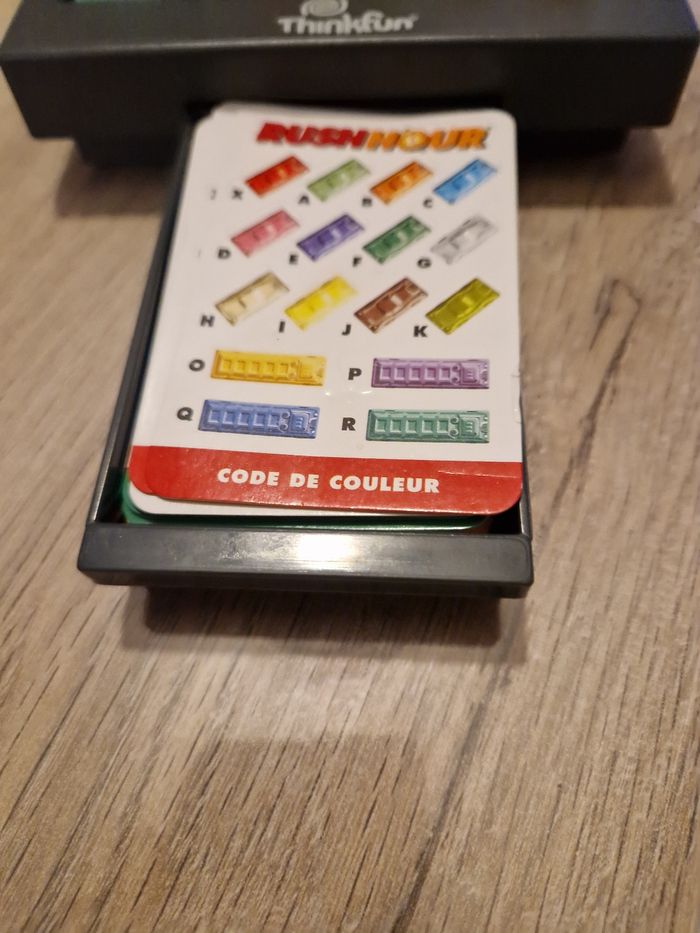 Thinkfun
RUSH HOUR
X A B C
D E F G
H I J K
O P
Q R
CODE DE COULEUR